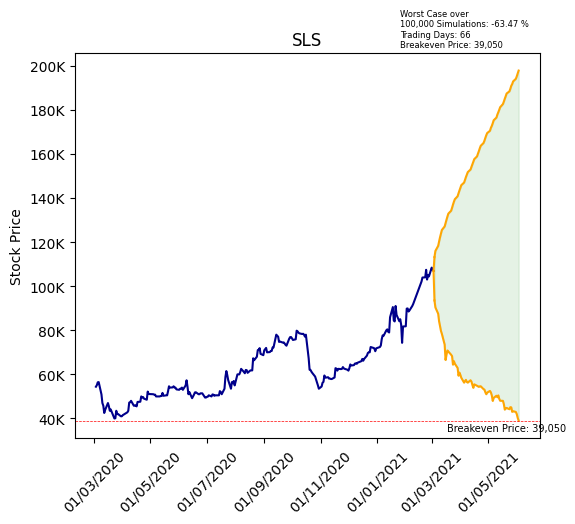 Worst Case over
100,000 Simulations: -63.47 %
Trading Days: 66
Breakeven Price: 39,050
SLS
Stock Price
200K
180K
160K
140K
120K
100K
80K
60K
40K
Breakeven Price: 39,050
01/03/2020
01/05/2020
01/07/2020
01/09/2020
01/11/2020
01/01/2021
01/03/2021
01/05/2021